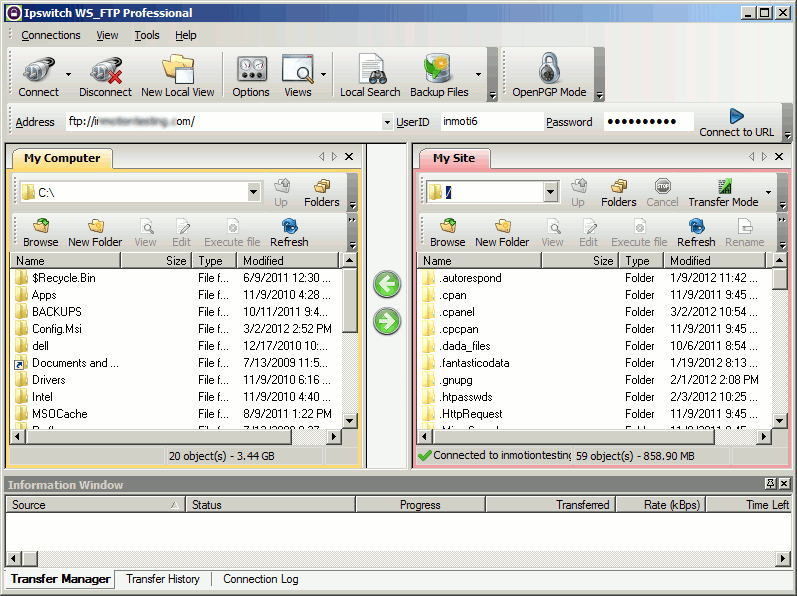 Ipswitch WS_FTP Professional
Connections View Tools Help
Connect Disconnect New Local View Options Views Local Search Backup Files OpenPGP Mode
Address ftp://inmotiontesting.com/ UserID inmoti6 Password •••••••••• Connect to URL
My Computer
C:\ Up Folders
Browse New Folder View Edit Execute file Refresh
Name Size Type Modified
$Recycle.Bin File f... 6/9/2011 12:30 ...
Apps File f... 11/9/2010 4:28 ...
BACKUPS File f... 10/11/2011 9:4...
Config.Msi File f... 3/2/2012 2:52 PM
dell File f... 12/17/2010 10:...
Documents and ... File f... 7/13/2009 11:5...
Drivers File f... 11/9/2010 6:16 ...
Intel File f... 11/9/2010 4:40 ...
MSOCache File f... 8/9/2011 1:22 PM
20 object(s) - 3.44 GB
My Site
/ Up Folders Cancel Transfer Mode
Browse New Folder View Edit Execute file Refresh Rename
Name Size Type Modified
.autorespond Folder 1/9/2012 11:42 ...
.cpan Folder 11/9/2011 9:45 ...
.cpanel Folder 3/2/2012 10:54 ...
.cpcpan Folder 11/9/2011 9:45 ...
.dada_files Folder 10/6/2011 8:54 ...
.fantasticodata Folder 1/19/2012 8:13 ...
.gnupg Folder 2/1/2012 2:08 PM
.htpasswds Folder 2/3/2012 10:25 ...
.HttpRequest Folder 11/9/2011 9:45 ...
Connected to inmotiontesting 59 object(s) - 858.90 MB
Information Window
Source Status Progress Transferred Rate (kBps) Time Left
Transfer Manager Transfer History Connection Log